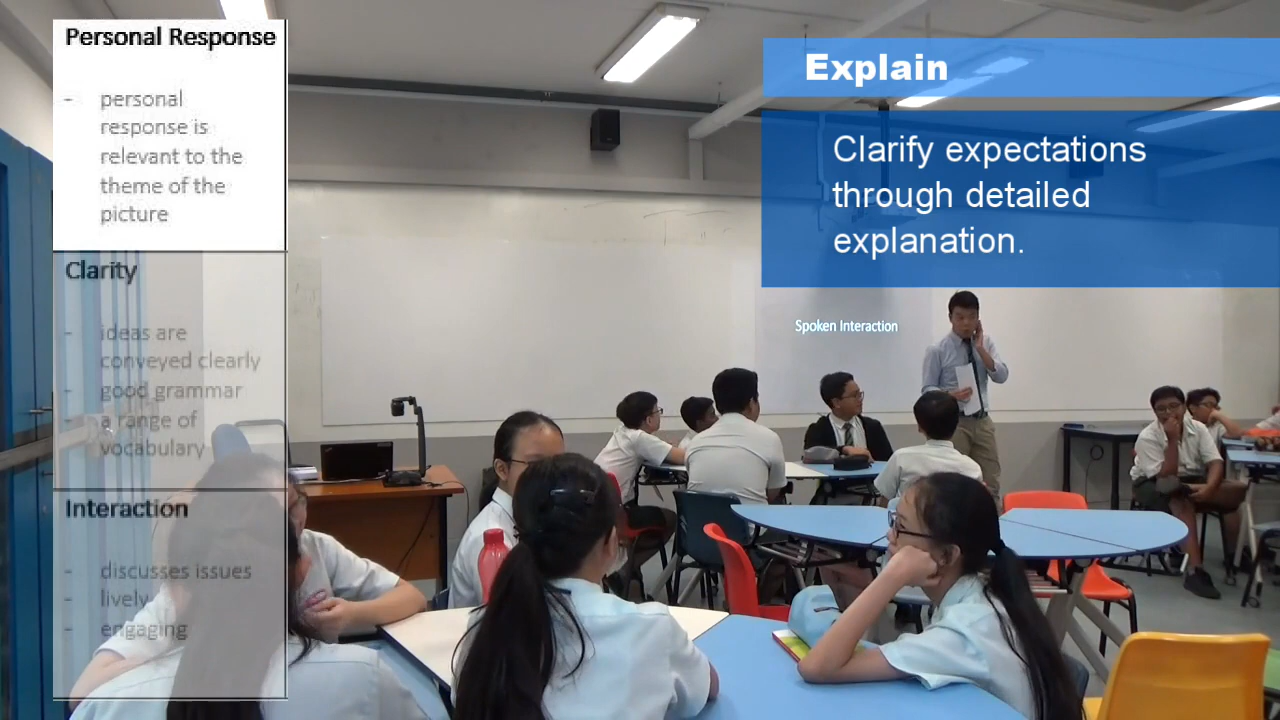 Personal Response
- personal
response is
relevant to the
theme of the
picture
Clarity
- ideas are
conveyed clearly
- good grammar
- a range of
vocabulary
Interaction
- discusses issues
- lively
- engaging
Explain
Clarify expectations
through detailed
explanation.
Spoken Interaction